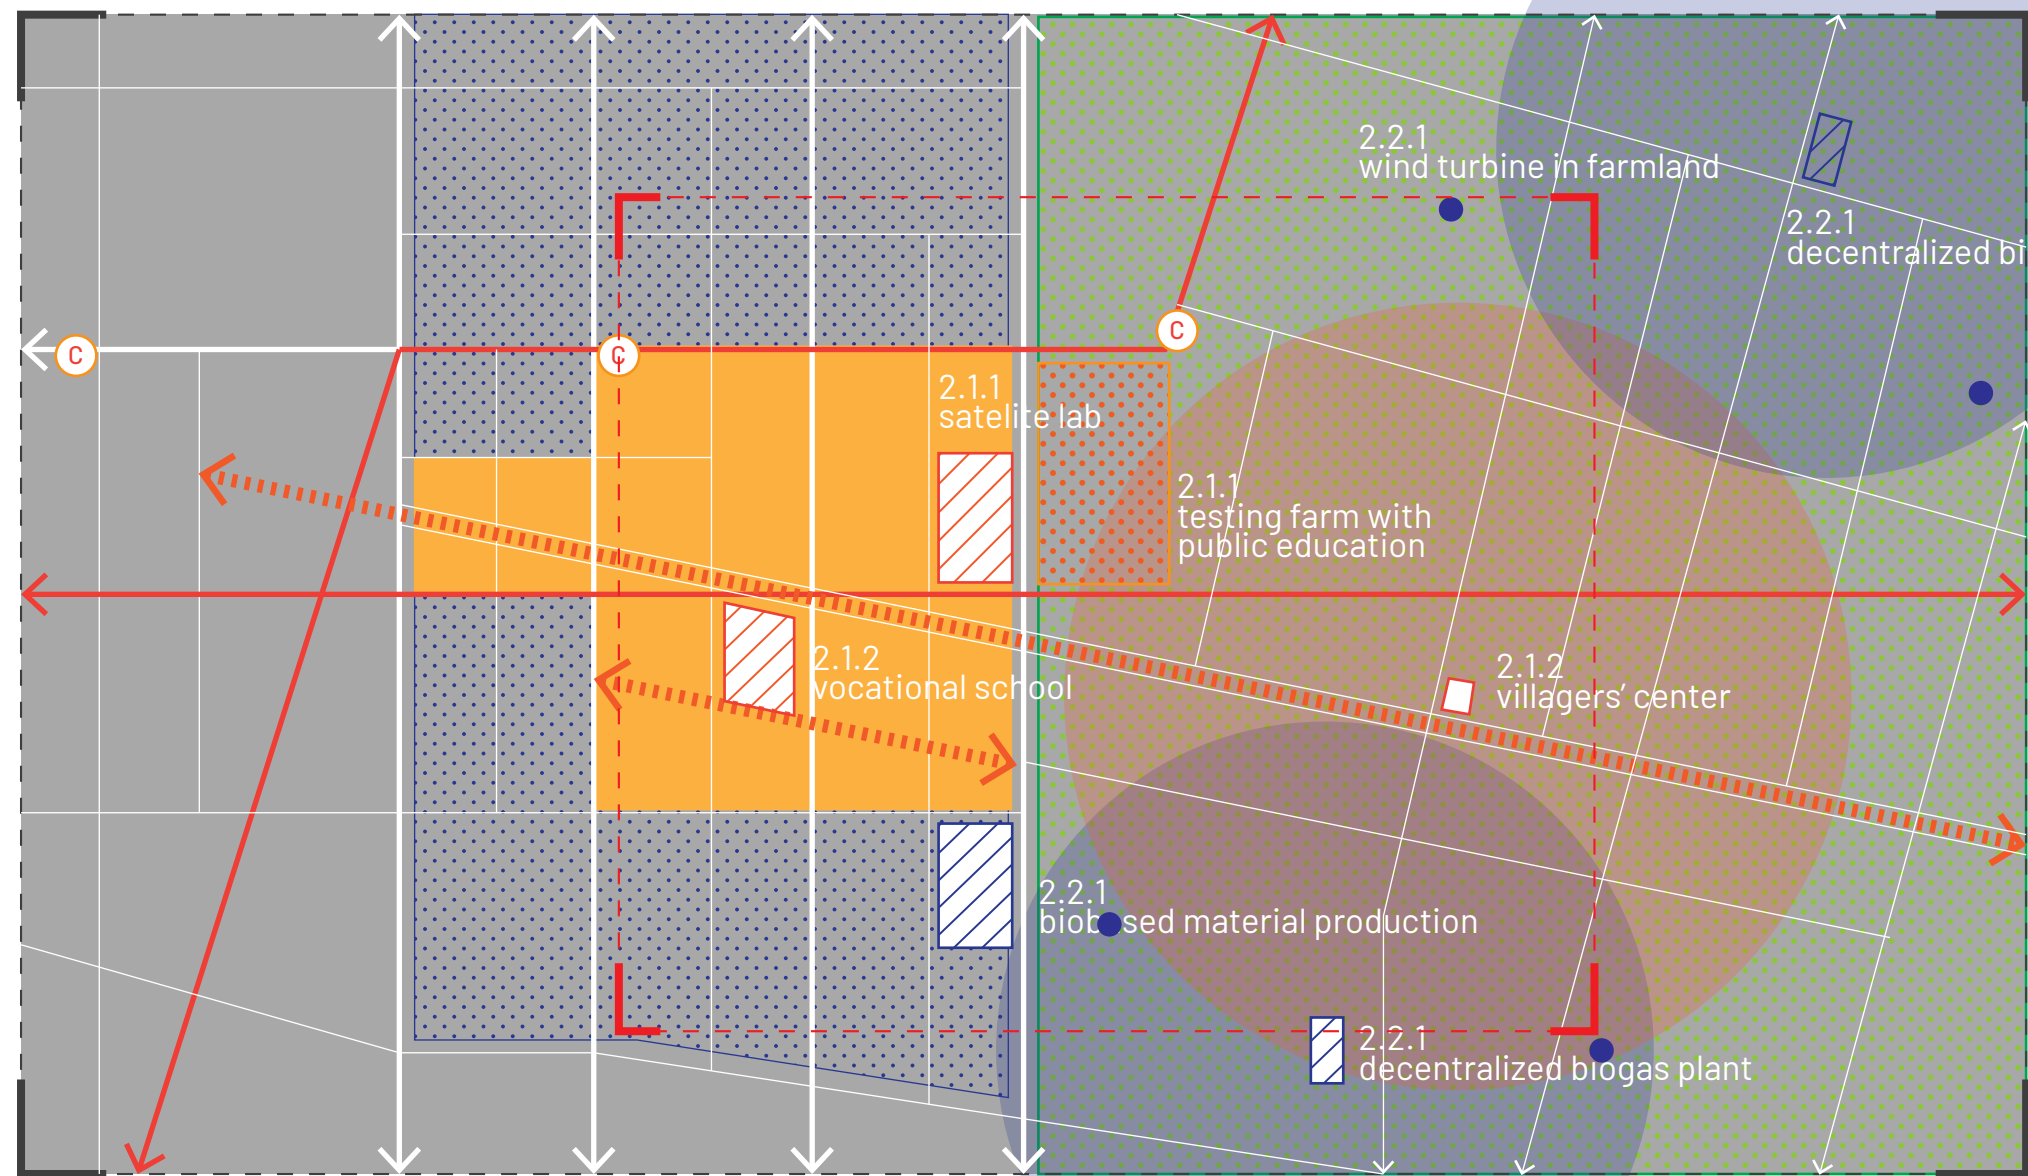 2.2.1
wind turbine in farmland
2.2.1
decentralized bi
C
C
C
2.1.1
satelite lab
2.1.1
testing farm with
public education
2.1.2
vocational school
2.1.2
villagers' center
2.2.1
biobased material production
2.2.1
decentralized biogas plant